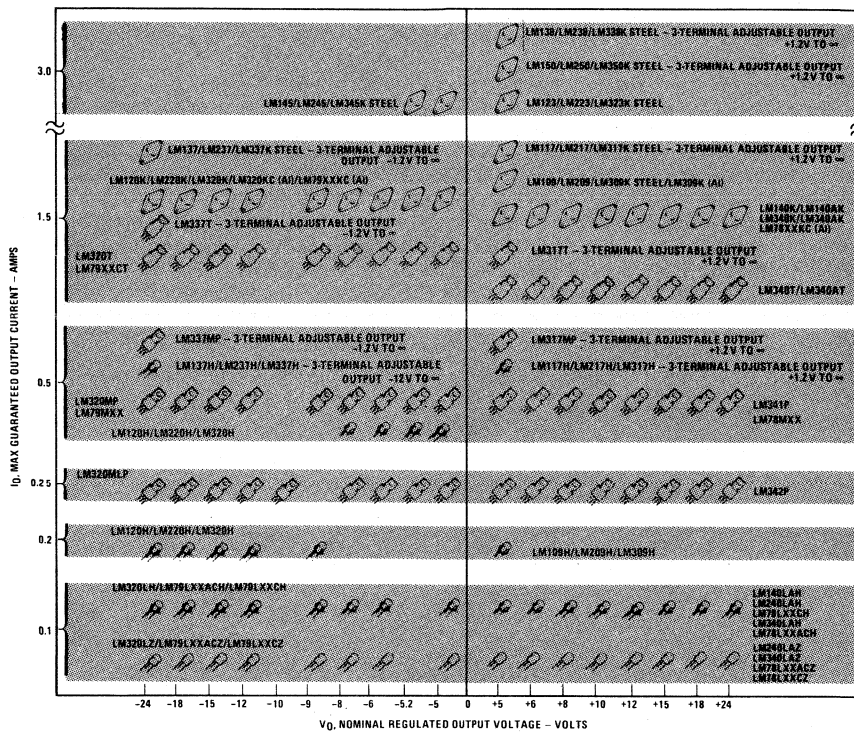 LM138/LM238/LM338K STEEL – 3-TERMINAL ADJUSTABLE OUTPUT
+1.2V TO ∞
LM150/LM250/LM350K STEEL – 3-TERMINAL ADJUSTABLE OUTPUT
+1.2V TO ∞
3.0
LM145/LM245/LM345K STEEL
LM123/LM223/LM323K STEEL
LM137/LM237/LM337K STEEL – 3-TERMINAL ADJUSTABLE
OUTPUT -1.2V TO ∞
LM117/LM217/LM317K STEEL – 3-TERMINAL ADJUSTABLE OUTPUT
+1.2V TO ∞
LM120K/LM220K/LM320K/LM320KC (Al)/LM79XXKC (Al)
LM109/LM209/LM309K STEEL/LM309K (Al)
1.5
LM140K/LM140AK
LM340K/LM340AK
LM78XXKC (Al)
LM337T – 3-TERMINAL ADJUSTABLE OUTPUT
-1.2V TO ∞
LM320T
LM79XXCT
LM317T – 3-TERMINAL ADJUSTABLE OUTPUT
+1.2V TO ∞
LM340T/LM340AT
LM337MP – 3-TERMINAL ADJUSTABLE OUTPUT
-1.2V TO ∞
LM317MP – 3-TERMINAL ADJUSTABLE OUTPUT
+1.2V TO ∞
LM137H/LM237H/LM337H – 3-TERMINAL ADJUSTABLE
OUTPUT -12V TO ∞
LM117H/LM217H/LM317H – 3-TERMINAL ADJUSTABLE OUTPUT
+1.2V TO ∞
0.5
LM320MP
LM79MXX
LM341P
LM78MXX
LM120H/LM220H/LM320H
LM320MLP
0.25
LM342P
LM120H/LM220H/LM320H
0.2
LM109H/LM209H/LM309H
LM320LH/LM79LXXACH/LM79LXXCH
LM140LAH
LM240LAH
LM78LXXCH
LM340LAH
LM78LXXACH
0.1
LM320LZ/LM79LXXACZ/LM79LXXCZ
LM240LAZ
LM340LAZ
LM78LXXACZ
LM78LXXCZ
-24 -18 -15 -12 -10 -9 -8 -6 -5.2 -5 0 +5 +6 +8 +10 +12 +15 +18 +24
VO, NOMINAL REGULATED OUTPUT VOLTAGE – VOLTS
IO, MAX GUARANTEED OUTPUT CURRENT – AMPS